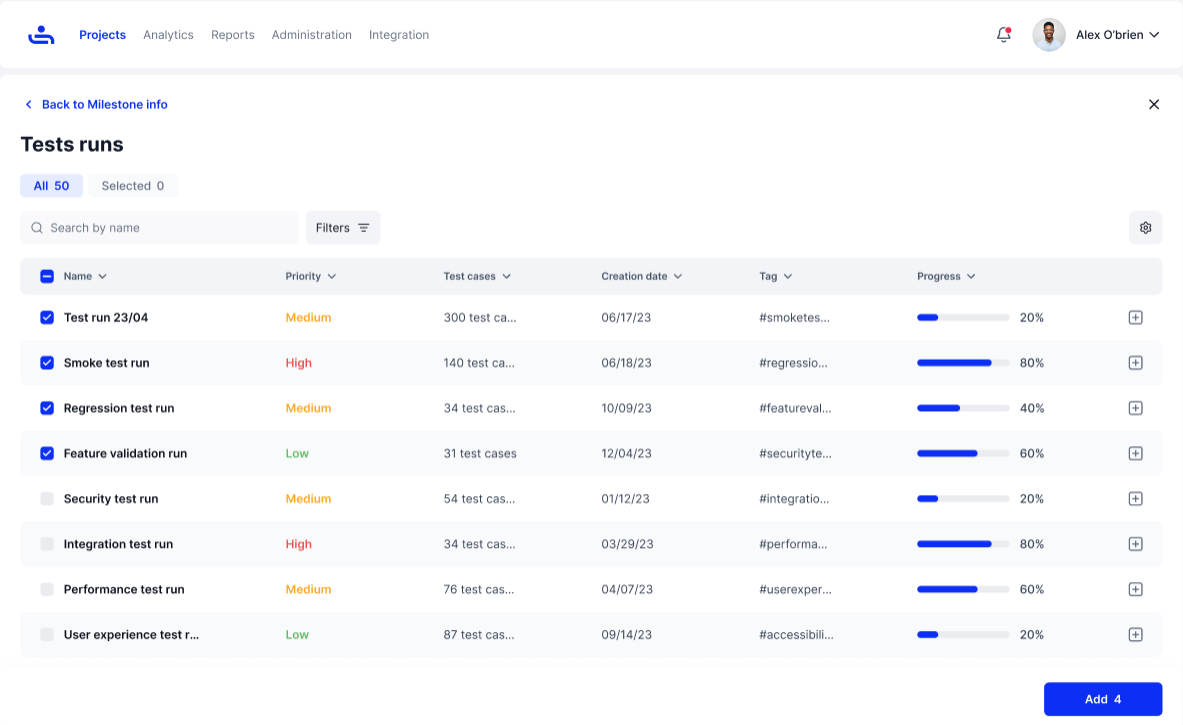 Projects Analytics Reports Administration Integration Alex O'brien
Back to Milestone info
Tests runs
All 50 Selected 0
Search by name Filters
Name Priority Test cases Creation date Tag Progress
Test run 23/04 Medium 300 test ca... 06/17/23 #smoketes... 20%
Smoke test run High 140 test ca... 06/18/23 #regressio... 80%
Regression test run Medium 34 test cas... 10/09/23 #featureval... 40%
Feature validation run Low 31 test cases 12/04/23 #securityte... 60%
Security test run Medium 54 test cas... 01/12/23 #integratio... 20%
Integration test run High 34 test cas... 03/29/23 #performa... 80%
Performance test run Medium 76 test cas... 04/07/23 #userexper... 60%
User experience test r... Low 87 test cas... 09/14/23 #accessibili... 20%
Add 4